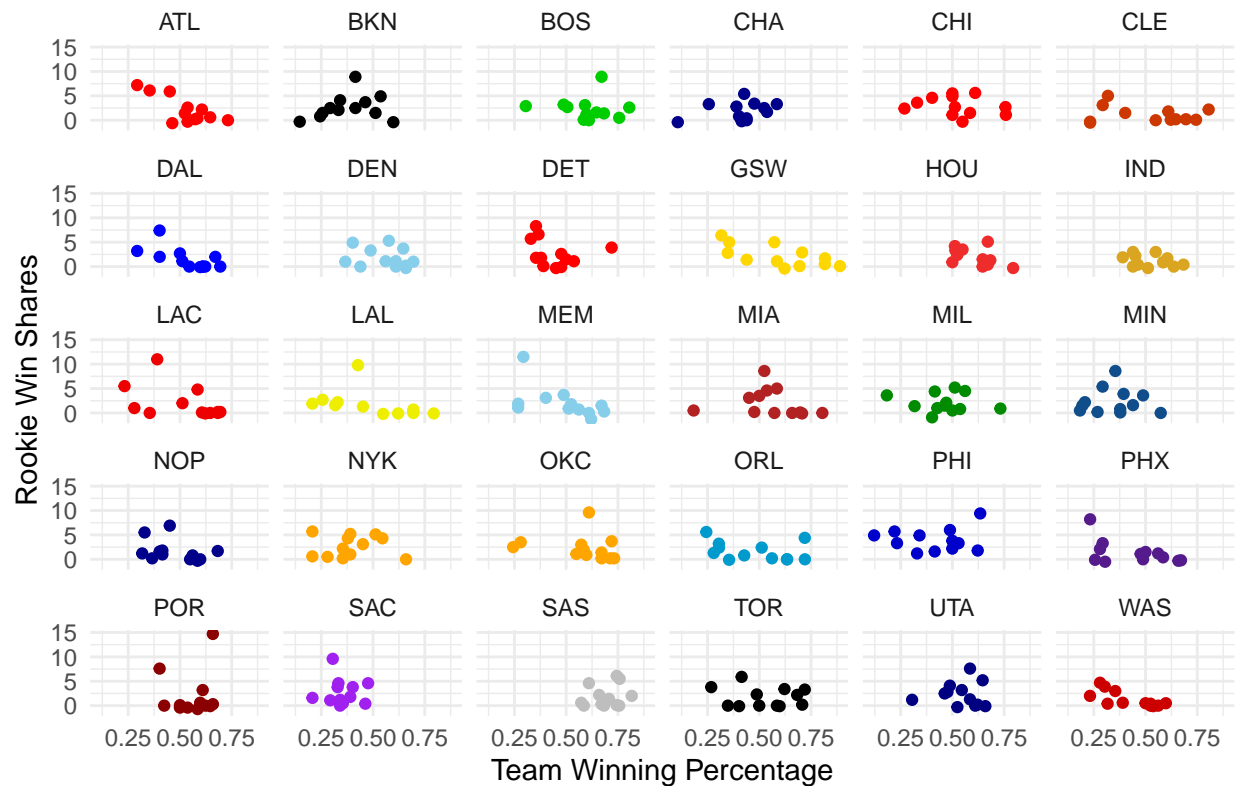 ATL BKN BOS CHA CHI CLE
15
10
5
0
DAL DEN DET GSW HOU IND
15
10
5
0
LAC LAL MEM MIA MIL MIN
15
10
5
0
NOP NYK OKC ORL PHI PHX
15
10
5
0
POR SAC SAS TOR UTA WAS
15
10
5
0
0.25 0.50 0.75 0.25 0.50 0.75 0.25 0.50 0.75 0.25 0.50 0.75 0.25 0.50 0.75 0.25 0.50 0.75
Team Winning Percentage
Rookie Win Shares